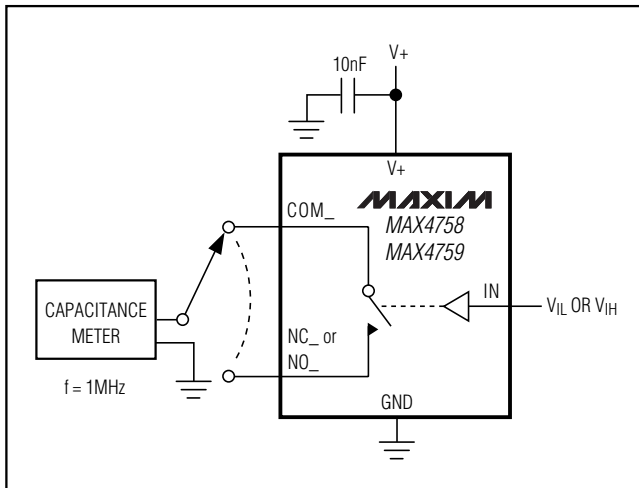 10nF
V+
V+
MAXIM
MAX4758
MAX4759
COM_
IN
VIL OR VIH
CAPACITANCE
METER
NC_ or
NO_
f = 1MHz
GND